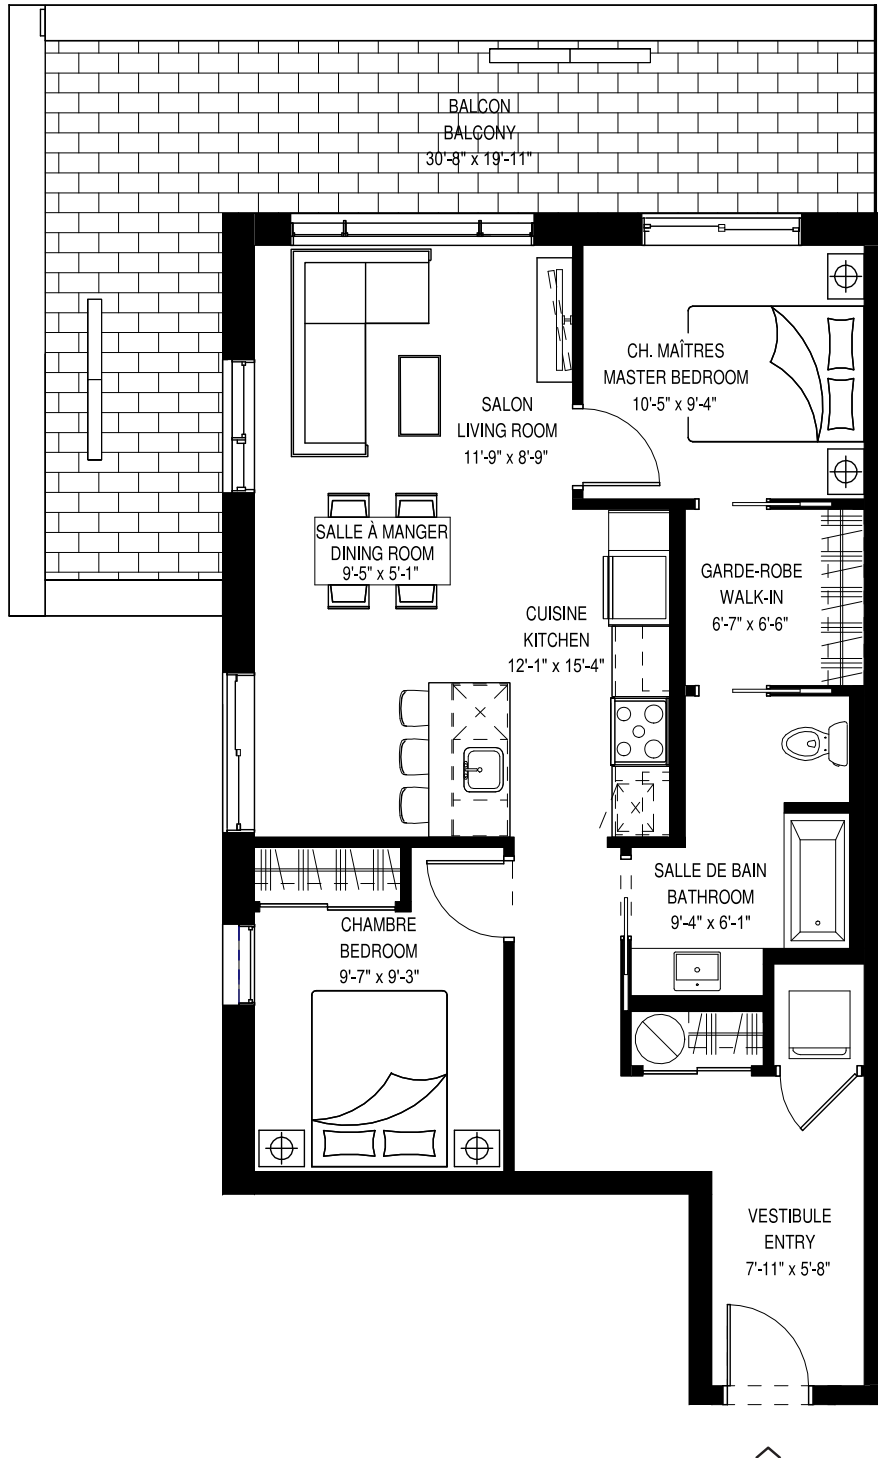 BALCON
BALCONY
30'-8" x 19'-11"
CH. MAÎTRES
MASTER BEDROOM
10'-5" x 9'-4"
SALON
LIVING ROOM
11'-9" x 8'-9"
SALLE À MANGER
DINING ROOM
9'-5" x 5'-1"
GARDE-ROBE
WALK-IN
6'-7" x 6'-6"
CUISINE
KITCHEN
12'-1" x 15'-4"
SALLE DE BAIN
BATHROOM
9'-4" x 6'-1"
CHAMBRE
BEDROOM
9'-7" x 9'-3"
VESTIBULE
ENTRY
7'-11" x 5'-8"